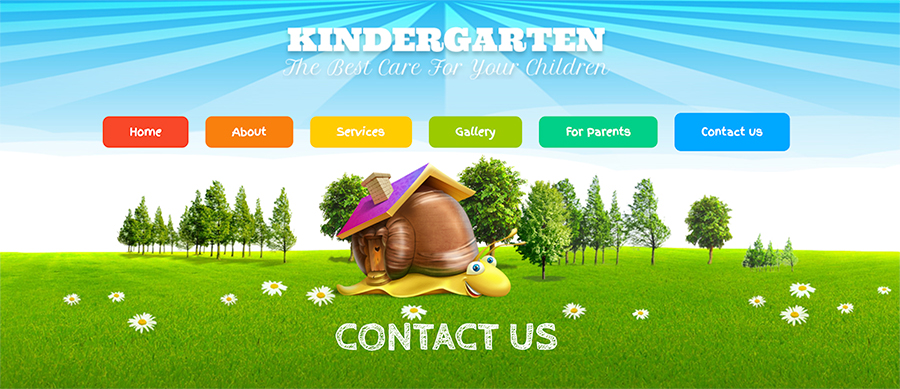 KINDERGARTEN
The Best Care For Your Children
Home About Services Gallery For Parents Contact us
CONTACT US